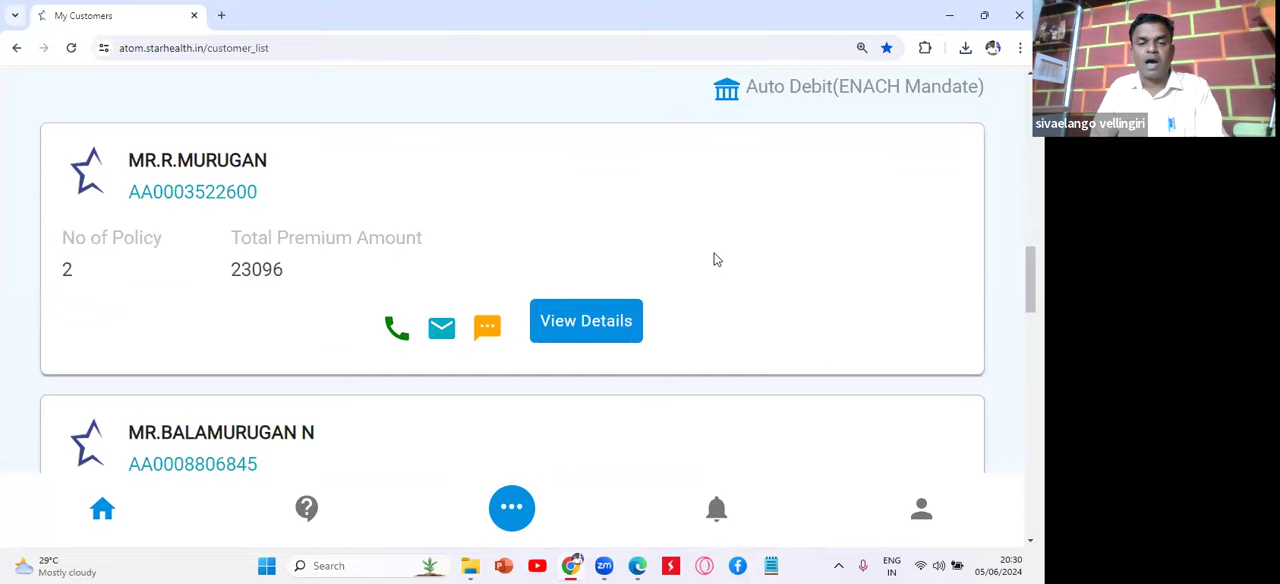 My Customers
atom.starhealth.in/customer_list
Auto Debit(ENACH Mandate)
MR.R.MURUGAN
AA0003522600
No of Policy
Total Premium Amount
2
23096
View Details
MR.BALAMURUGAN N
AA0008806845
sivaelango vellingiri
29°C
Mostly cloudy
Search
zm
ENG
IN
20:30
05/06/2024